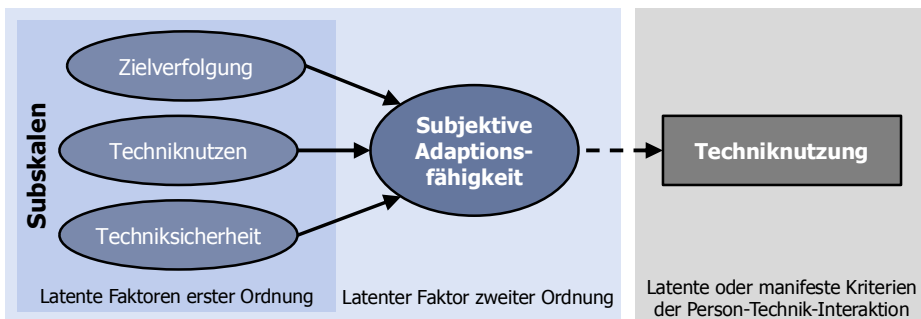 Subskalen
Zielverfolgung
Techniknutzen
Techniksicherheit
Latente Faktoren erster Ordnung
Subjektive
Adaptions-
fähigkeit
Latenter Faktor zweiter Ordnung
Techniknutzung
Latente oder manifeste Kriterien
der Person-Technik-Interaktion